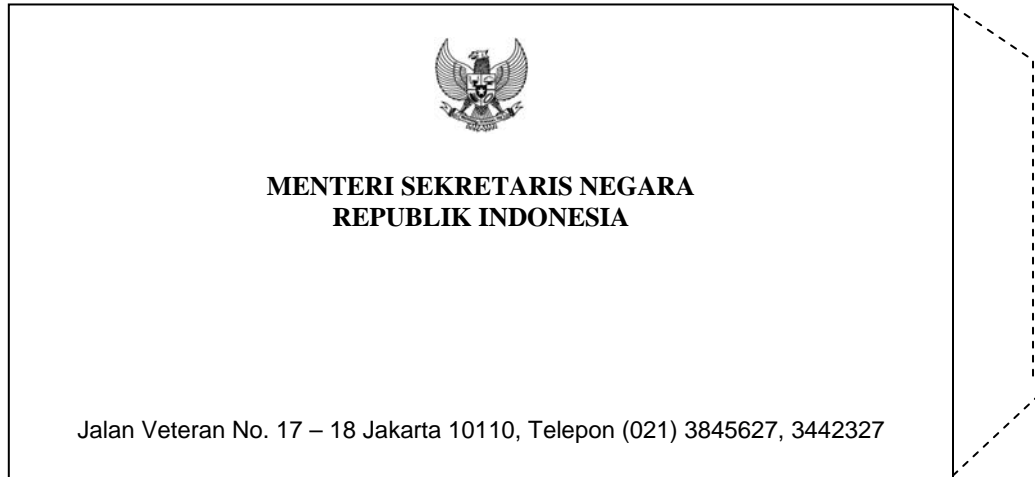 MENTERI SEKRETARIS NEGARA
REPUBLIK INDONESIA
Jalan Veteran No. 17 – 18 Jakarta 10110, Telepon (021) 3845627, 3442327